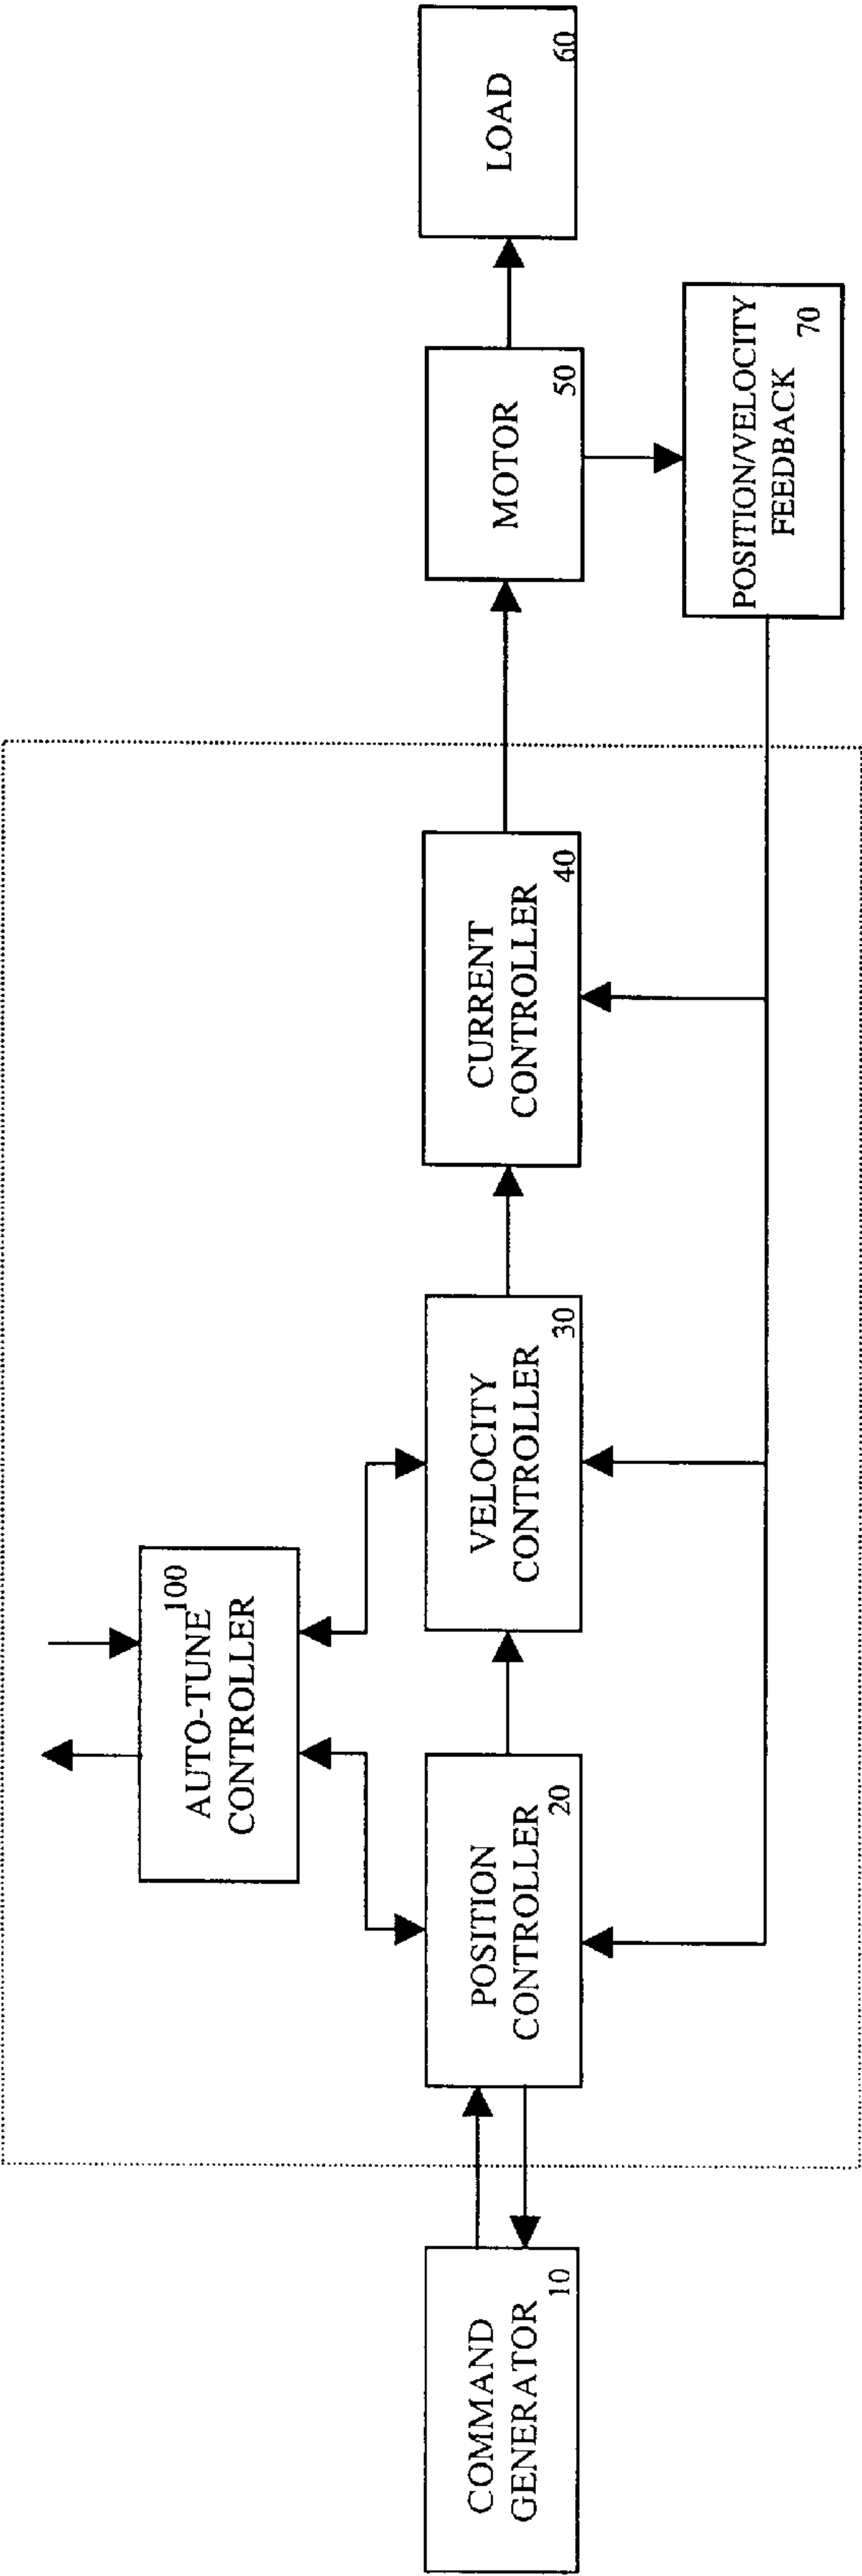 100
AUTO-TUNE
CONTROLLER
COMMAND
GENERATOR
10
POSITION
CONTROLLER
20
VELOCITY
CONTROLLER
30
CURRENT
CONTROLLER
40
MOTOR
50
LOAD
60
POSITION/VELOCITY
FEEDBACK
70